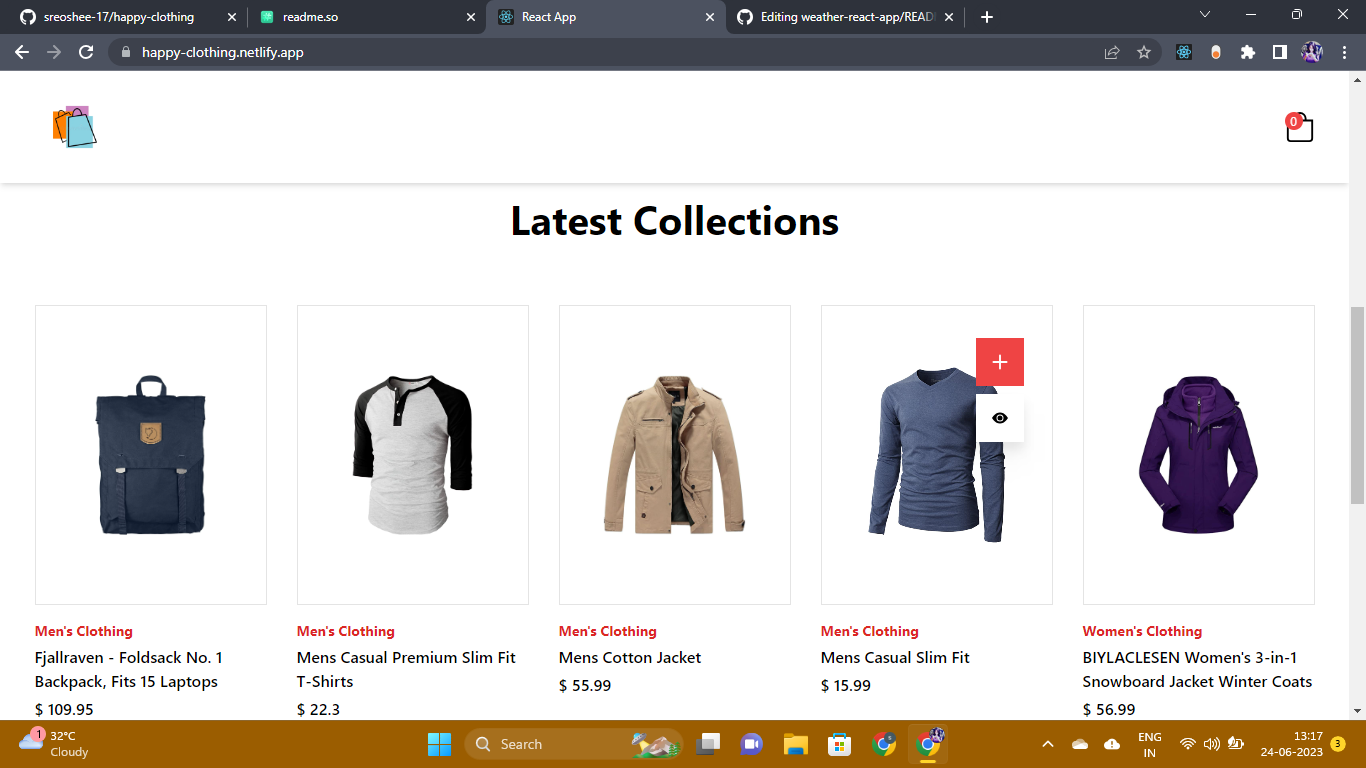 sreoshee-17/happy-clothing
readme.so
React App
Editing weather-react-app/READ
happy-clothing.netlify.app
0
Latest Collections
Men's Clothing
Fjallraven - Foldsack No. 1
Backpack, Fits 15 Laptops
$ 109.95
Men's Clothing
Mens Casual Premium Slim Fit
T-Shirts
$ 22.3
Men's Clothing
Mens Cotton Jacket
$ 55.99
Men's Clothing
Mens Casual Slim Fit
$ 15.99
Women's Clothing
BIYLACLESEN Women's 3-in-1
Snowboard Jacket Winter Coats
$ 56.99
1
32°C
Cloudy
Search
ENG
IN
13:17
24-06-2023
3